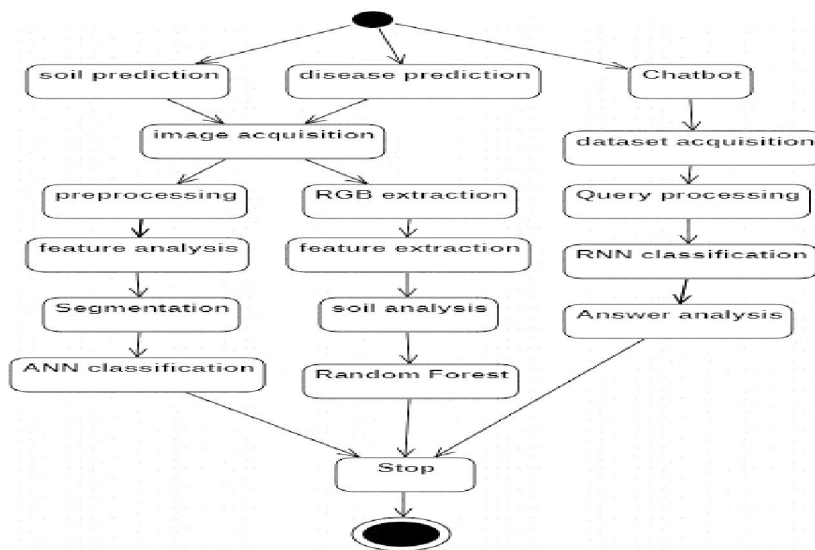 soil prediction
disease prediction
Chatbot
image acquisition
dataset acquisition
preprocessing
RGB extraction
Query processing
feature analysis
feature extraction
RNN classification
Segmentation
soil analysis
Answer analysis
ANN classification
Random Forest
Stop